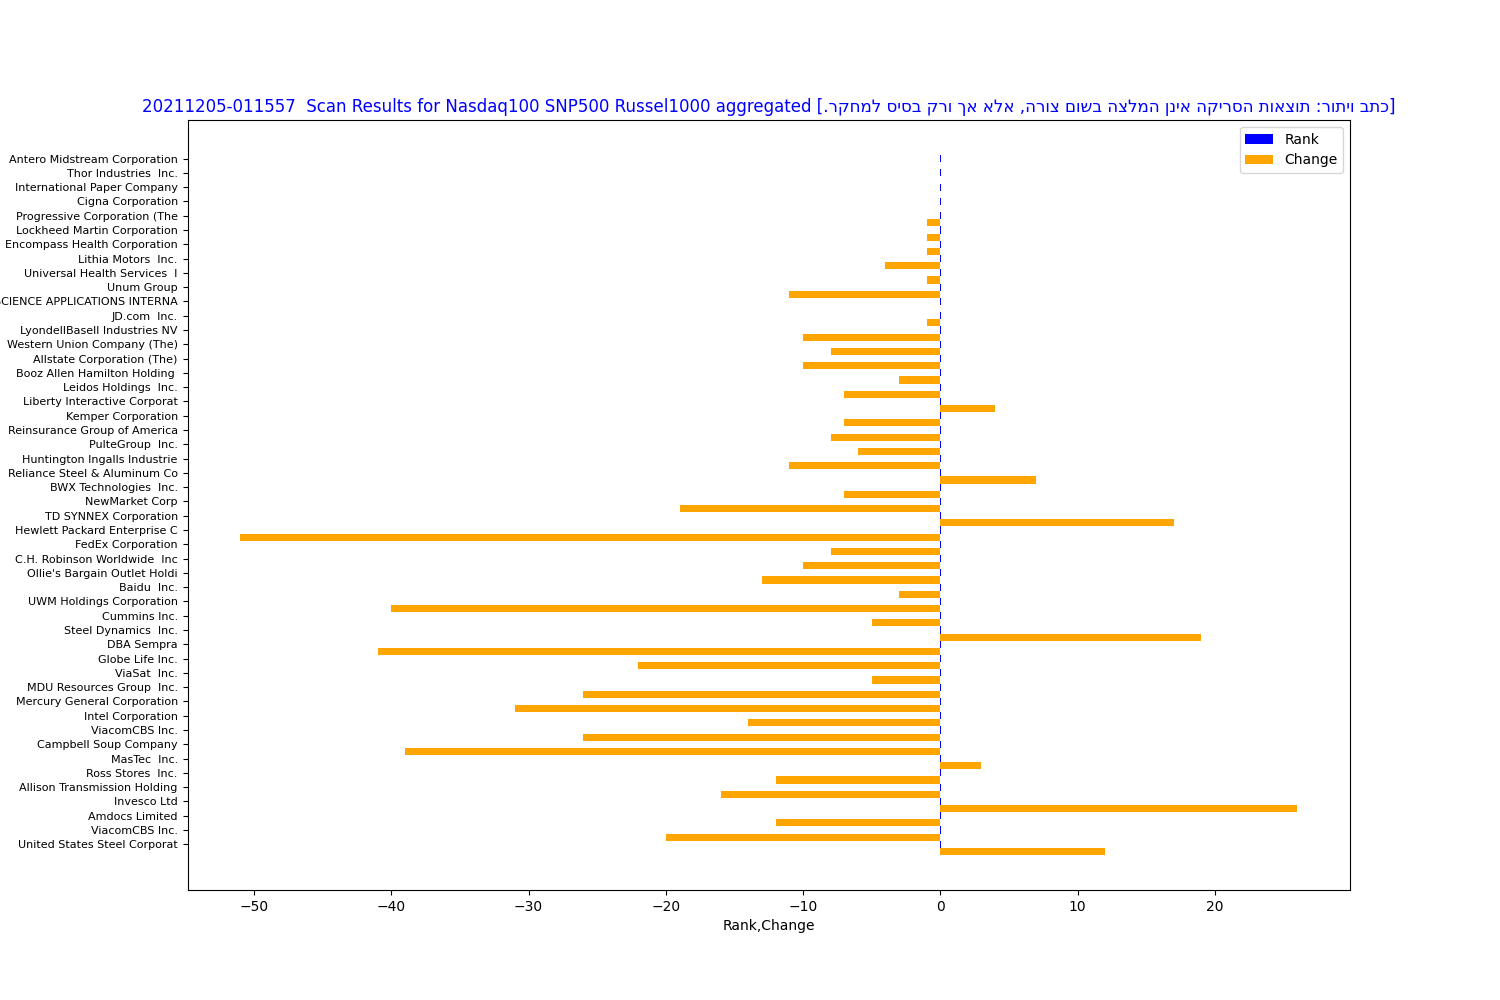 20211205-011557  Scan Results for Nasdaq100 SNP500 Russel1000 aggregated [כתב ויתור: תוצאות הסריקה אינן המלצה בשום צורה, אלא אך ורק בסיס למחקר.]
Rank
Change
Antero Midstream Corporation
Thor Industries  Inc.
International Paper Company
Cigna Corporation
Progressive Corporation (The
Lockheed Martin Corporation
Encompass Health Corporation
Lithia Motors  Inc.
Universal Health Services  I
Unum Group
SCIENCE APPLICATIONS INTERNA
JD.com  Inc.
LyondellBasell Industries NV
Western Union Company (The)
Allstate Corporation (The)
Booz Allen Hamilton Holding
Leidos Holdings  Inc.
Liberty Interactive Corporat
Kemper Corporation
Reinsurance Group of America
PulteGroup  Inc.
Huntington Ingalls Industrie
Reliance Steel & Aluminum Co
BWX Technologies  Inc.
NewMarket Corp
TD SYNNEX Corporation
Hewlett Packard Enterprise C
FedEx Corporation
C.H. Robinson Worldwide  Inc
Ollie's Bargain Outlet Holdi
Baidu  Inc.
UWM Holdings Corporation
Cummins Inc.
Steel Dynamics  Inc.
DBA Sempra
Globe Life Inc.
ViaSat  Inc.
MDU Resources Group  Inc.
Mercury General Corporation
Intel Corporation
ViacomCBS Inc.
Campbell Soup Company
MasTec  Inc.
Ross Stores  Inc.
Allison Transmission Holding
Invesco Ltd
Amdocs Limited
ViacomCBS Inc.
United States Steel Corporat
−50 −40 −30 −20 −10 0 10 20
Rank,Change